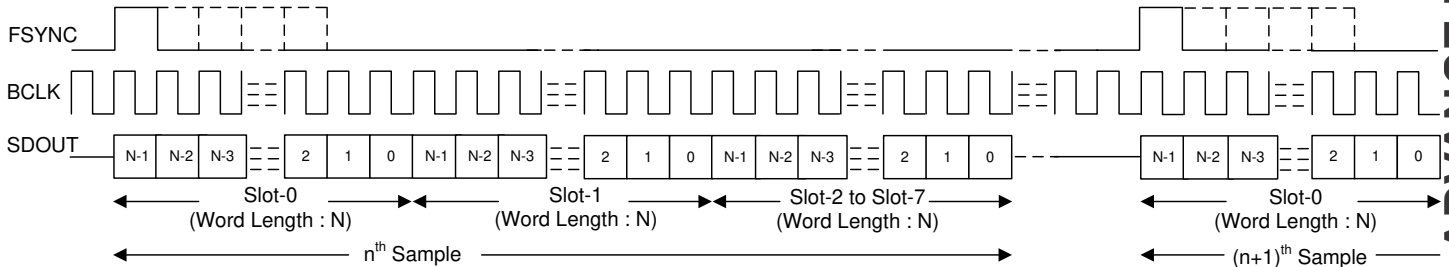 FSYNC
BCLK
SDOUT N-1 N-2 N-3 2 1 0 N-1 N-2 N-3 2 1 0 N-1 N-2 N-3 2 1 0 N-1 N-2 N-3 2 1 0
Slot-0 Slot-1 Slot-2 to Slot-7 Slot-0
(Word Length : N) (Word Length : N) (Word Length : N) (Word Length : N)
nth Sample (n+1)th Sample